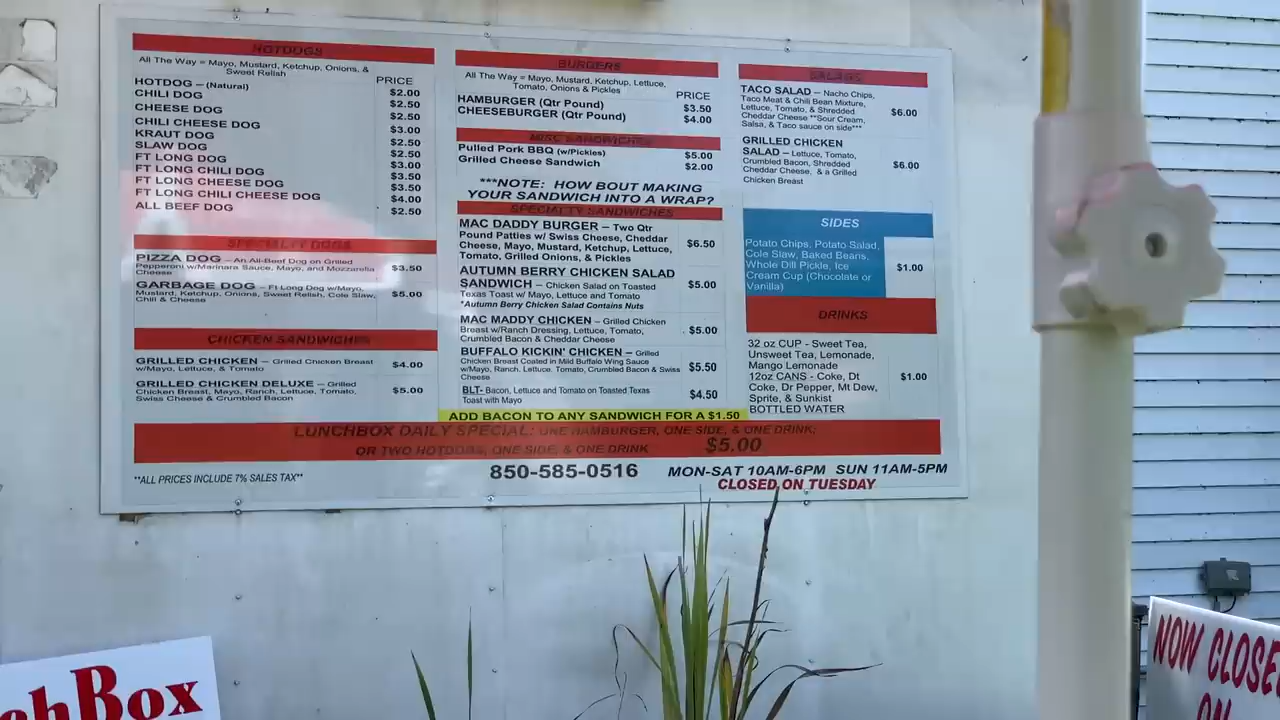 HOTDOGS
All The Way = Mayo, Mustard, Ketchup, Onions, &
Sweet Relish
PRICE
HOTDOG – (Natural) $2.00
CHILI DOG $2.50
CHEESE DOG $2.50
CHILI CHEESE DOG $3.00
KRAUT DOG $2.50
SLAW DOG $2.50
FT LONG DOG $3.00
FT LONG CHILI DOG $3.50
FT LONG CHEESE DOG $3.50
FT LONG CHILI CHEESE DOG $4.00
ALL BEEF DOG $2.50
SPECIALTY DOGS
PIZZA DOG – An All-Beef Dog on Grilled
Pepperoni w/Marinara Sauce, Mayo, and Mozzarella
Cheese
$3.50
GARBAGE DOG – Ft Long Dog w/Mayo,
Mustard, Ketchup, Onions, Sweet Relish, Cole Slaw,
Chili & Cheese
$5.00
CHICKEN SANDWICHES
GRILLED CHICKEN – Grilled Chicken Breast
w/Mayo, Lettuce, & Tomato
$4.00
GRILLED CHICKEN DELUXE – Grilled
Chicken Breast, Mayo, Ranch, Lettuce, Tomato,
Swiss Cheese & Crumbled Bacon
$5.00
BURGERS
All The Way = Mayo, Mustard, Ketchup, Lettuce,
Tomato, Onions & Pickles
PRICE
HAMBURGER (Qtr Pound) $3.50
CHEESEBURGER (Qtr Pound) $4.00
MISC SANDWICHES
Pulled Pork BBQ (w/Pickles) $5.00
Grilled Cheese Sandwich $2.00
***NOTE: HOW BOUT MAKING
YOUR SANDWICH INTO A WRAP?
SPECIALTY SANDWICHES
MAC DADDY BURGER – Two Qtr
Pound Patties w/ Swiss Cheese, Cheddar
Cheese, Mayo, Mustard, Ketchup, Lettuce,
Tomato, Grilled Onions, & Pickles
$6.50
AUTUMN BERRY CHICKEN SALAD
SANDWICH – Chicken Salad on Toasted
Texas Toast w/ Mayo, Lettuce and Tomato
*Autumn Berry Chicken Salad Contains Nuts
$5.00
MAC MADDY CHICKEN – Grilled Chicken
Breast w/Ranch Dressing, Lettuce, Tomato,
Crumbled Bacon & Cheddar Cheese
$5.00
BUFFALO KICKIN' CHICKEN – Grilled
Chicken Breast Coated in Mild Buffalo Wing Sauce
w/Mayo, Ranch, Lettuce, Tomato, Crumbled Bacon & Swiss
Cheese
$5.50
BLT- Bacon, Lettuce and Tomato on Toasted Texas
Toast with Mayo
$4.50
ADD BACON TO ANY SANDWICH FOR A $1.50
SALADS
TACO SALAD – Nacho Chips,
Taco Meat & Chili Bean Mixture,
Lettuce, Tomato, & Shredded
Cheddar Cheese **Sour Cream,
Salsa, & Taco sauce on side***
$6.00
GRILLED CHICKEN
SALAD – Lettuce, Tomato,
Crumbled Bacon, Shredded
Cheddar Cheese, & a Grilled
Chicken Breast
$6.00
SIDES
Potato Chips, Potato Salad,
Cole Slaw, Baked Beans,
Whole Dill Pickle, Ice
Cream Cup (Chocolate or
Vanilla)
$1.00
DRINKS
32 oz CUP - Sweet Tea,
Unsweet Tea, Lemonade,
Mango Lemonade
12oz CANS - Coke, Dt
Coke, Dr Pepper, Mt Dew,
Sprite, & Sunkist
BOTTLED WATER
$1.00
LUNCHBOX DAILY SPECIAL: ONE HAMBURGER, ONE SIDE, & ONE DRINK;
OR TWO HOTDOGS, ONE SIDE, & ONE DRINK $5.00
**ALL PRICES INCLUDE 7% SALES TAX**
850-585-0516
MON-SAT 10AM-6PM SUN 11AM-5PM
CLOSED ON TUESDAY
chBox
NOW CLOSE
ON